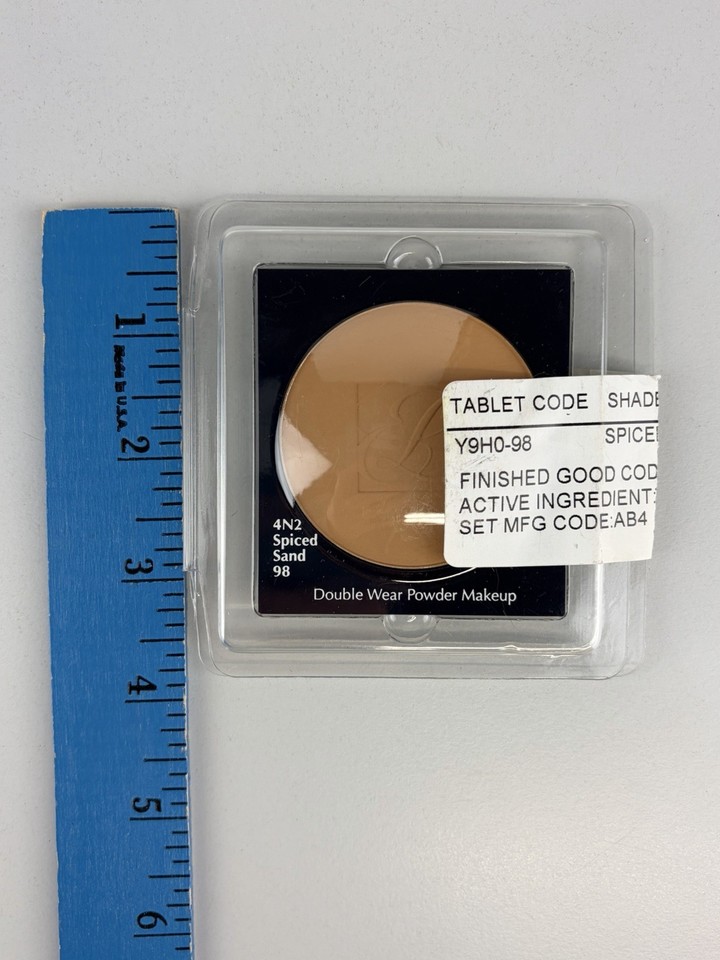 1
Made in U.S.A.
2
3
4
5
6
TABLET CODE SHADE
Y9H0-98 SPICE
FINISHED GOOD COD
ACTIVE INGREDIENT:
SET MFG CODE:AB4
4N2
Spiced
Sand
98
Double Wear Powder Makeup